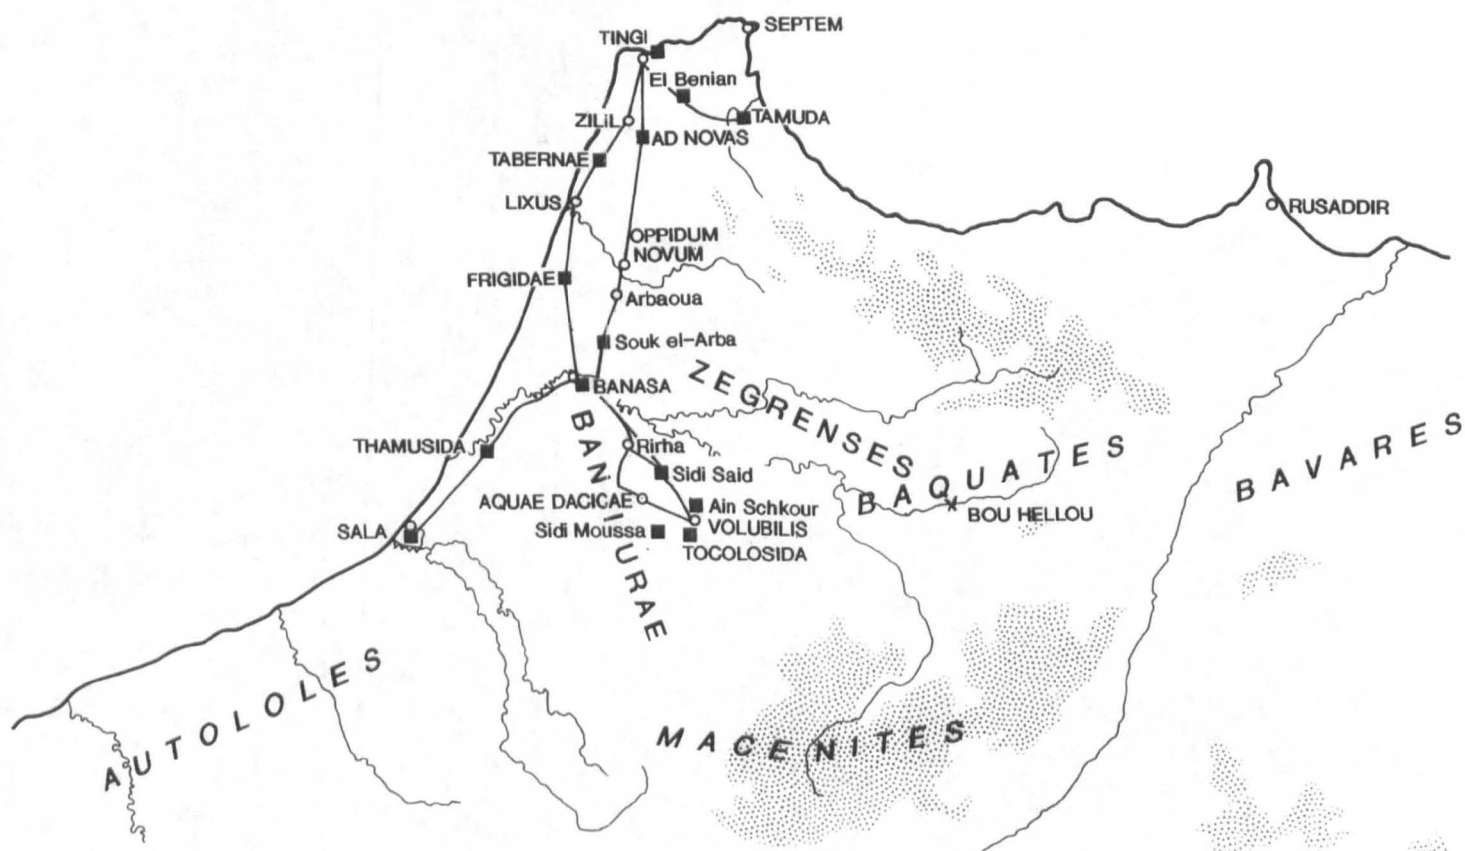 SEPTEM
TINGI
El Benian
ZILIL
TAMUDA
AD NOVAS
TABERNAE
LIXUS
RUSADDIR
OPPIDUM
NOVUM
FRIGIDAE
Arbaoua
Souk el-Arba
ZEGRENSES
BANASA
BANIURAE
THAMUSIDA
Rirha
Sidi Said
BAQUATES
BAVARES
AQUAE DACICAE
Ain Schkour
BOU HELLOU
SALA
Sidi Moussa
VOLUBILIS
TOCOLOSIDA
AUTOLOLES
MACENITES